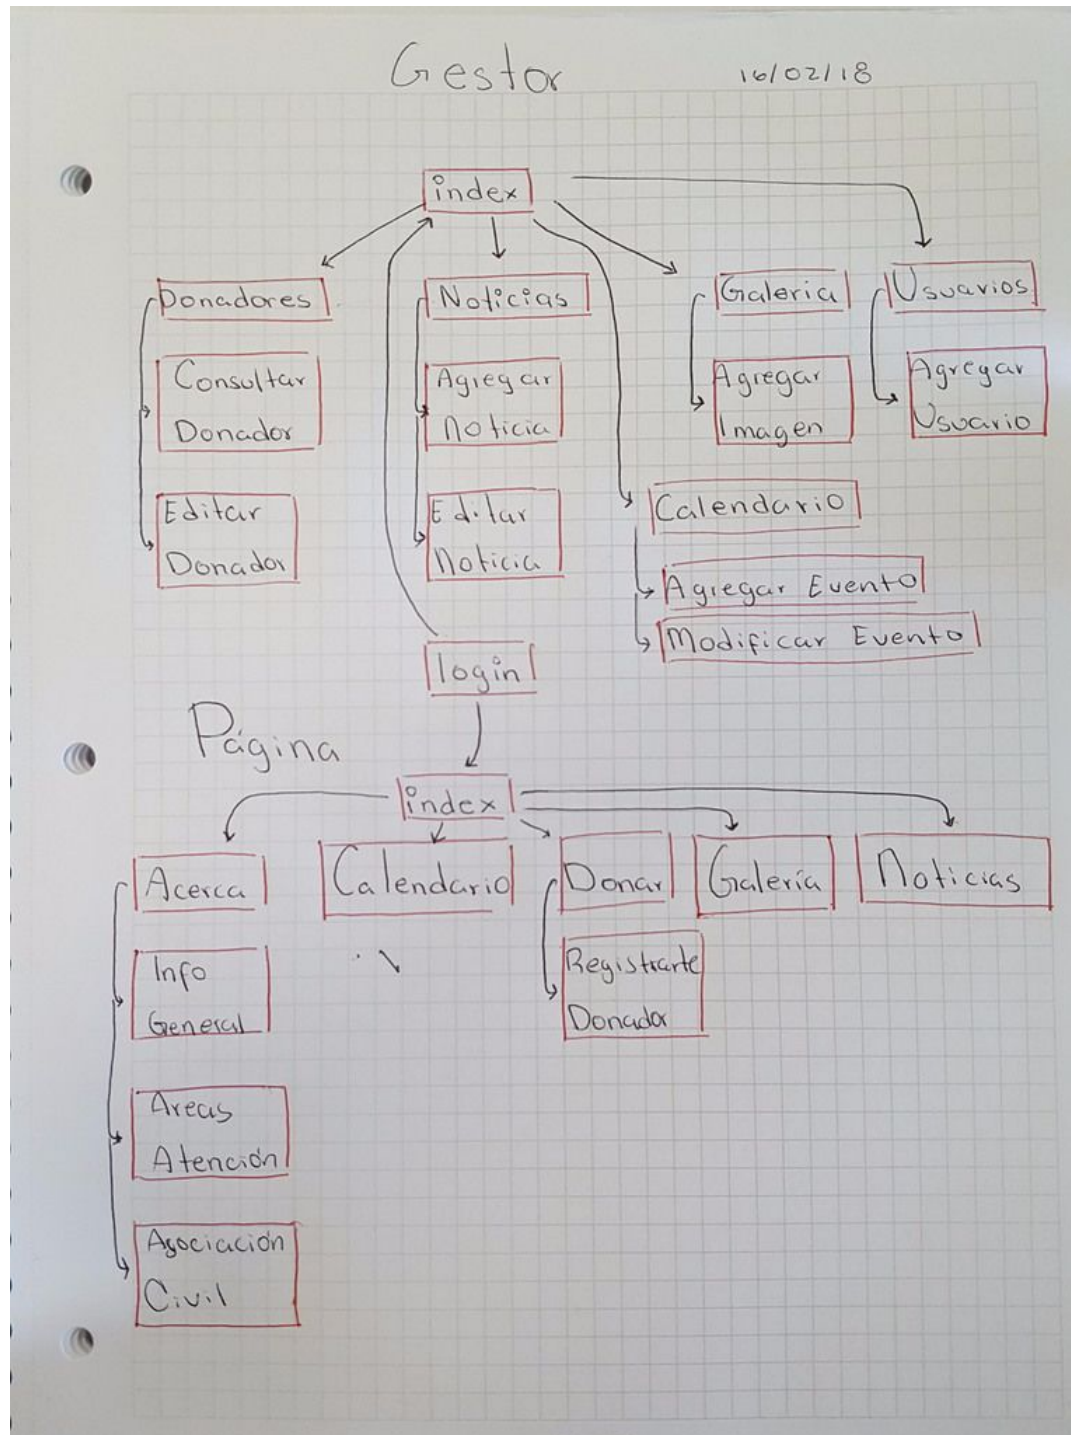 Gestor 16/02/18
index
Donadores Noticias Galeria Usuarios
Consultar Agregar Agregar Agregar
Donador Noticia Imagen Usuario
Editar Editar Calendario
Donador Noticia
Agregar Evento
Modificar Evento
login
Página
index
Acerca Calendario Donar Galería Noticias
Info Registrarte
General Donador
Areas
Atención
Asociación
Civil